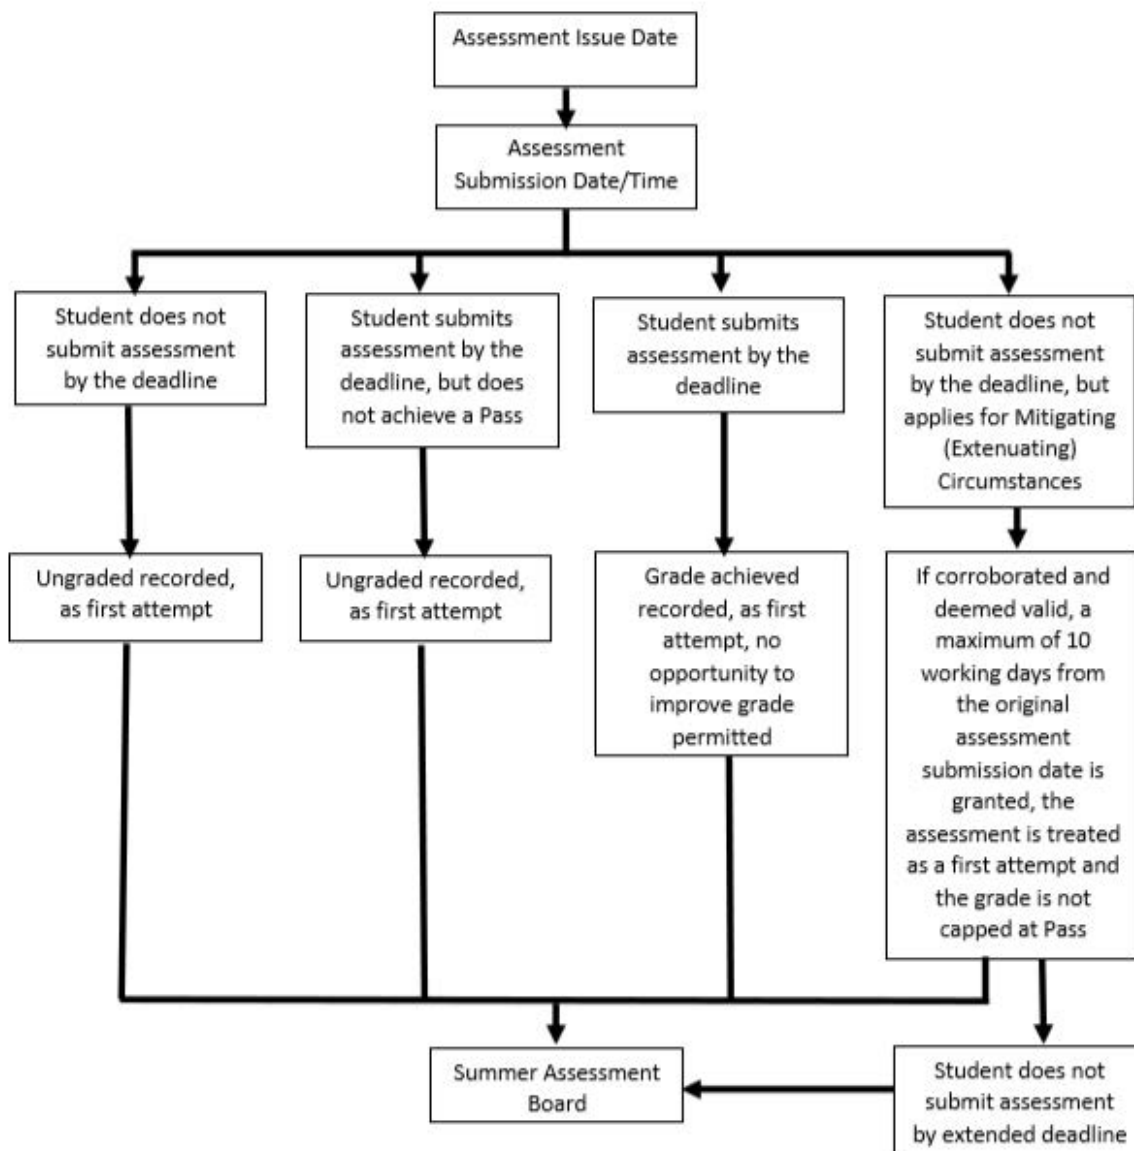 Assessment Issue Date
Assessment
Submission Date/Time
Student does not
submit assessment
by the deadline
Student submits
assessment by the
deadline, but does
not achieve a Pass
Student submits
assessment by the
deadline
Student does not
submit assessment
by the deadline, but
applies for Mitigating
(Extenuating)
Circumstances
Ungraded recorded,
as first attempt
Ungraded recorded,
as first attempt
Grade achieved
recorded, as first
attempt, no
opportunity to
improve grade
permitted
If corroborated and
deemed valid, a
maximum of 10
working days from
the original
assessment
submission date is
granted, the
assessment is treated
as a first attempt and
the grade is not
capped at Pass
Summer Assessment
Board
Student does not
submit assessment
by extended deadline